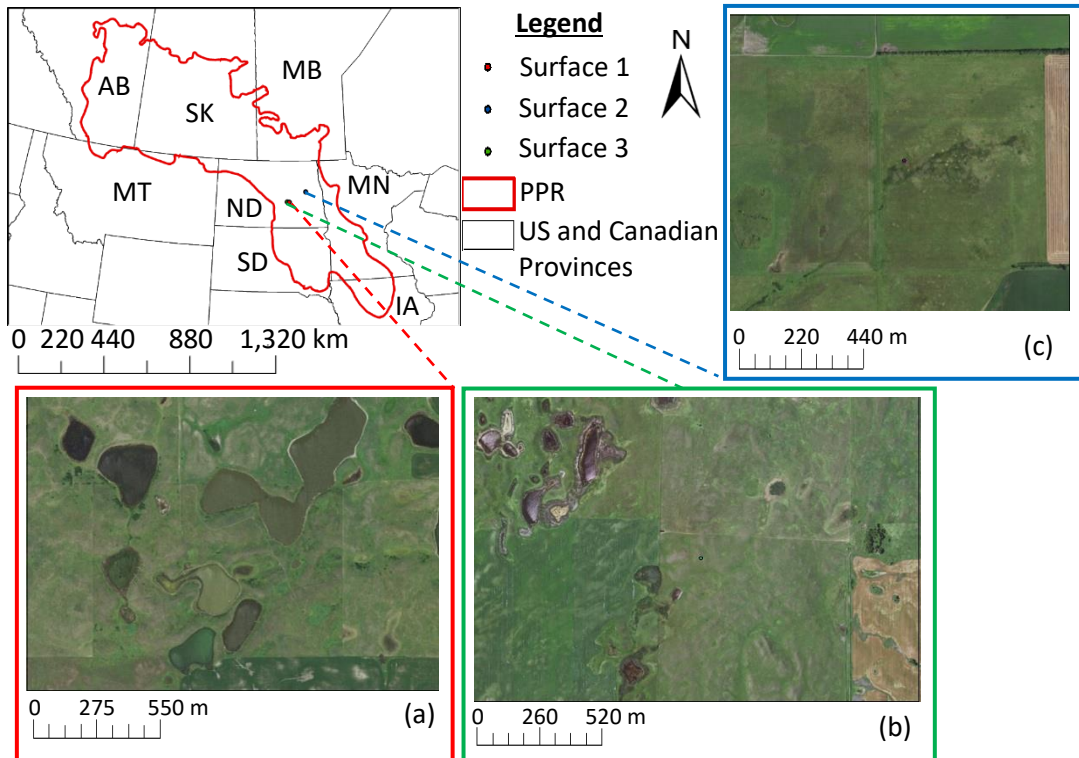 Legend
N
Surface 1
Surface 2
Surface 3
PPR
US and Canadian
Provinces
AB
SK
MB
MT
ND
MN
SD
IA
0 220 440 880 1,320 km
0 220 440 m
(c)
0 275 550 m
(a)
0 260 520 m
(b)